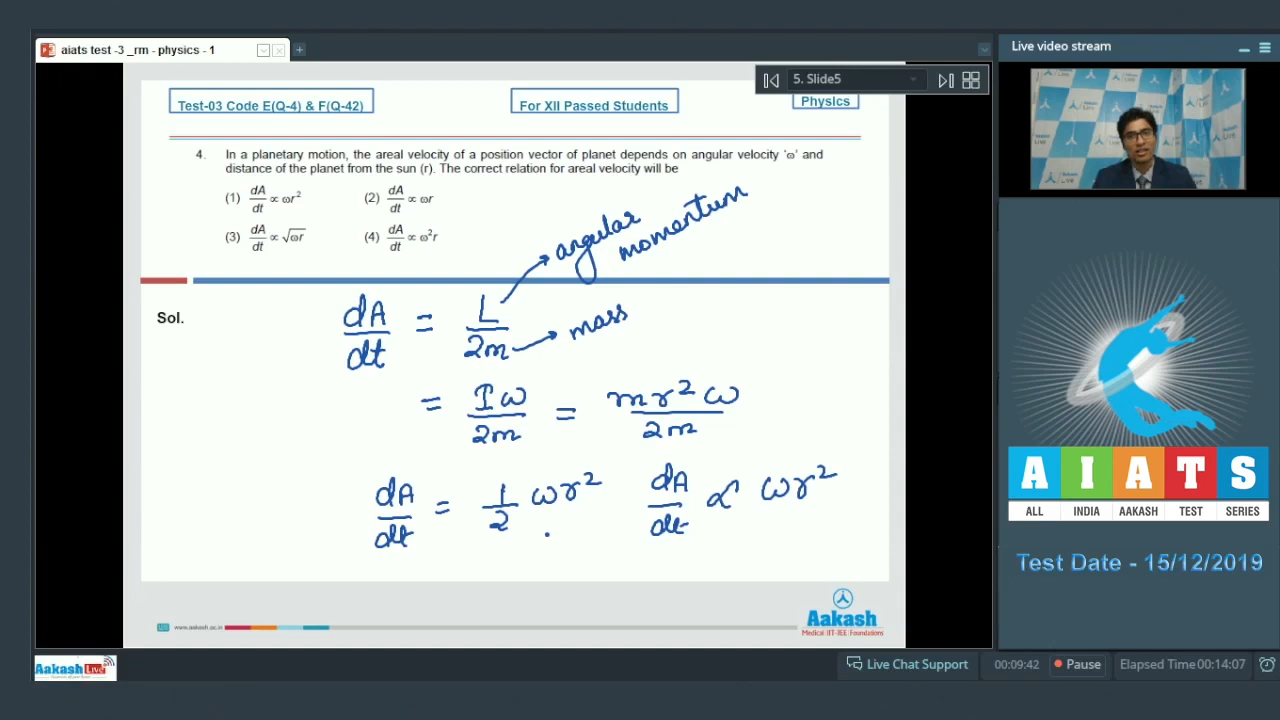 aiats test -3 _rm - physics - 1
Live video stream
5. Slide5
Test-03 Code E(Q-4) & F(Q-42)
For XII Passed Students
Physics
4. In a planetary motion, the areal velocity of a position vector of planet depends on angular velocity 'ω' and
distance of the planet from the sun (r). The correct relation for areal velocity will be
(1) dA/dt ∝ ωr² (2) dA/dt ∝ ωr
(3) dA/dt ∝ √ωr (4) dA/dt ∝ ω²r
angular
momentum
Sol.
dA/dt = L/2m
mass
= Iω/2m = mr²ω/2m
dA/dt = 1/2 ωr² dA/dt ∝ ωr²
A I A T S
ALL INDIA AAKASH TEST SERIES
Test Date - 15/12/2019
www.aakash.ac.in
Aakash
Medical|IIT-JEE|Foundations
Aakash Live
Live Chat Support
00:09:42
Pause
Elapsed Time 00:14:07